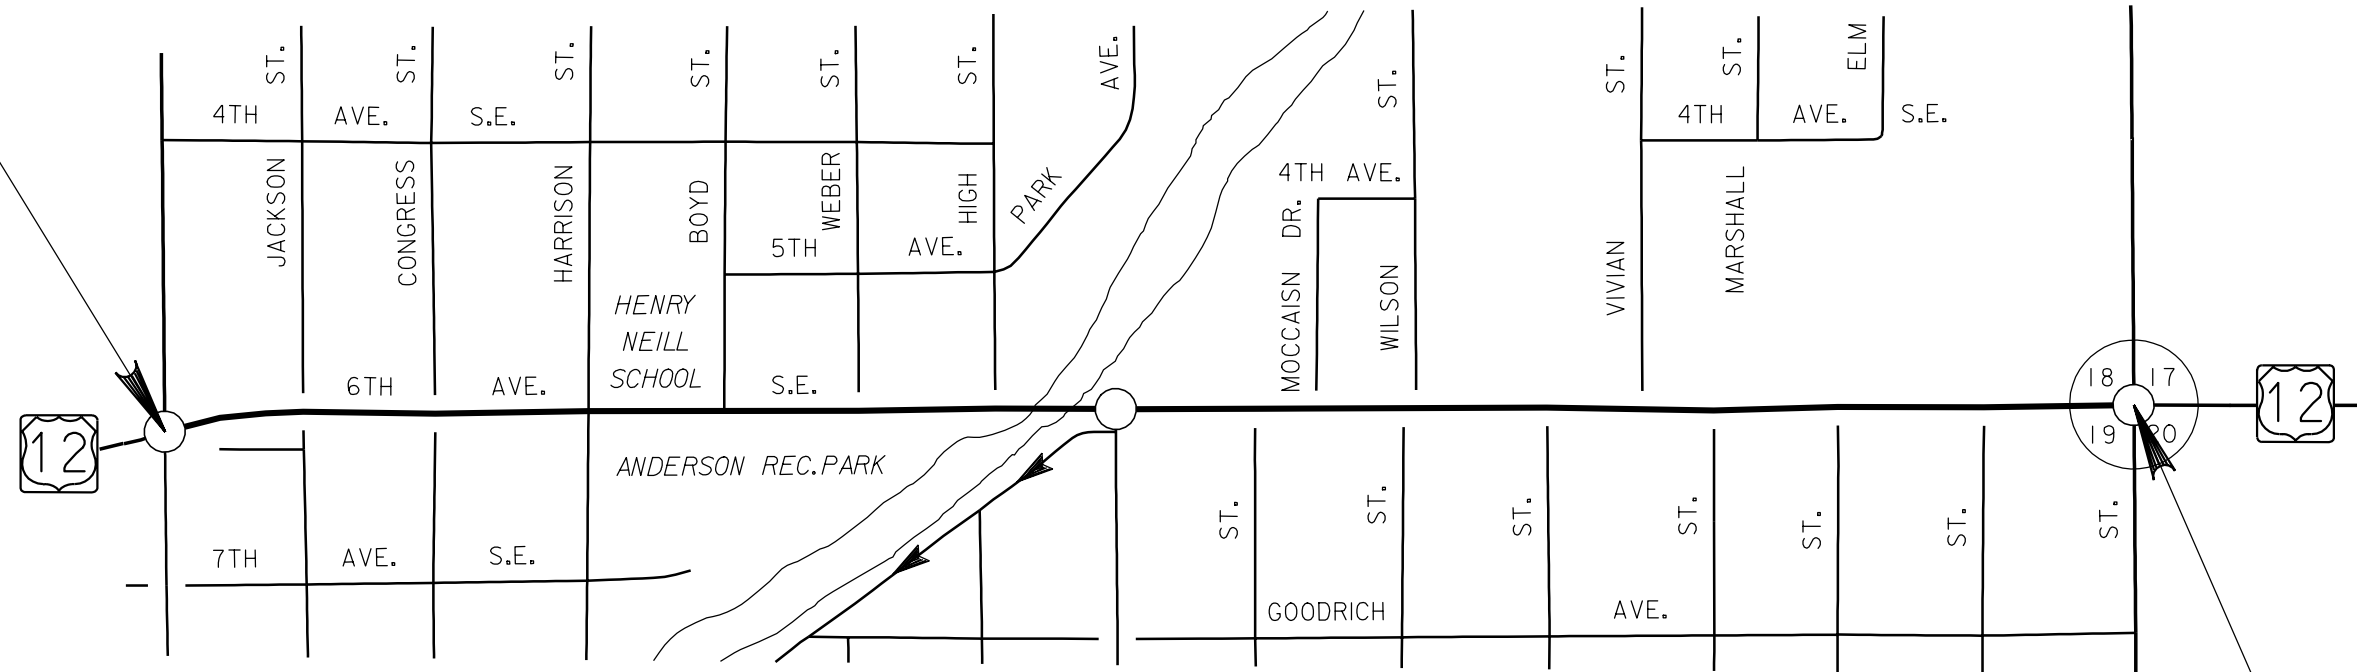 ST.
ST.
ST.
ST.
ST.
ST.
AVE.
ST.
ST.
ST.
ELM
4TH AVE. S.E.
4TH AVE. S.E.
JACKSON
CONGRESS
HARRISON
BOYD
WEBER
HIGH
PARK
4TH AVE.
MOCCAISN DR.
WILSON
VIVIAN
MARSHALL
5TH AVE.
HENRY
NEILL
SCHOOL
6TH AVE. S.E.
18 17
19 20
12
12
ANDERSON REC.PARK
ST.
ST.
ST.
ST.
ST.
ST.
ST.
7TH AVE. S.E.
GOODRICH AVE.